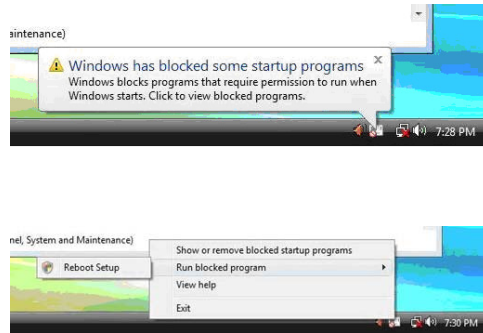 aintenance)
Windows has blocked some startup programs
Windows blocks programs that require permission to run when
Windows starts. Click to view blocked programs.
7:28 PM
nel, System and Maintenance)
Show or remove blocked startup programs
Reboot Setup
Run blocked program
View help
Exit
7:30 PM